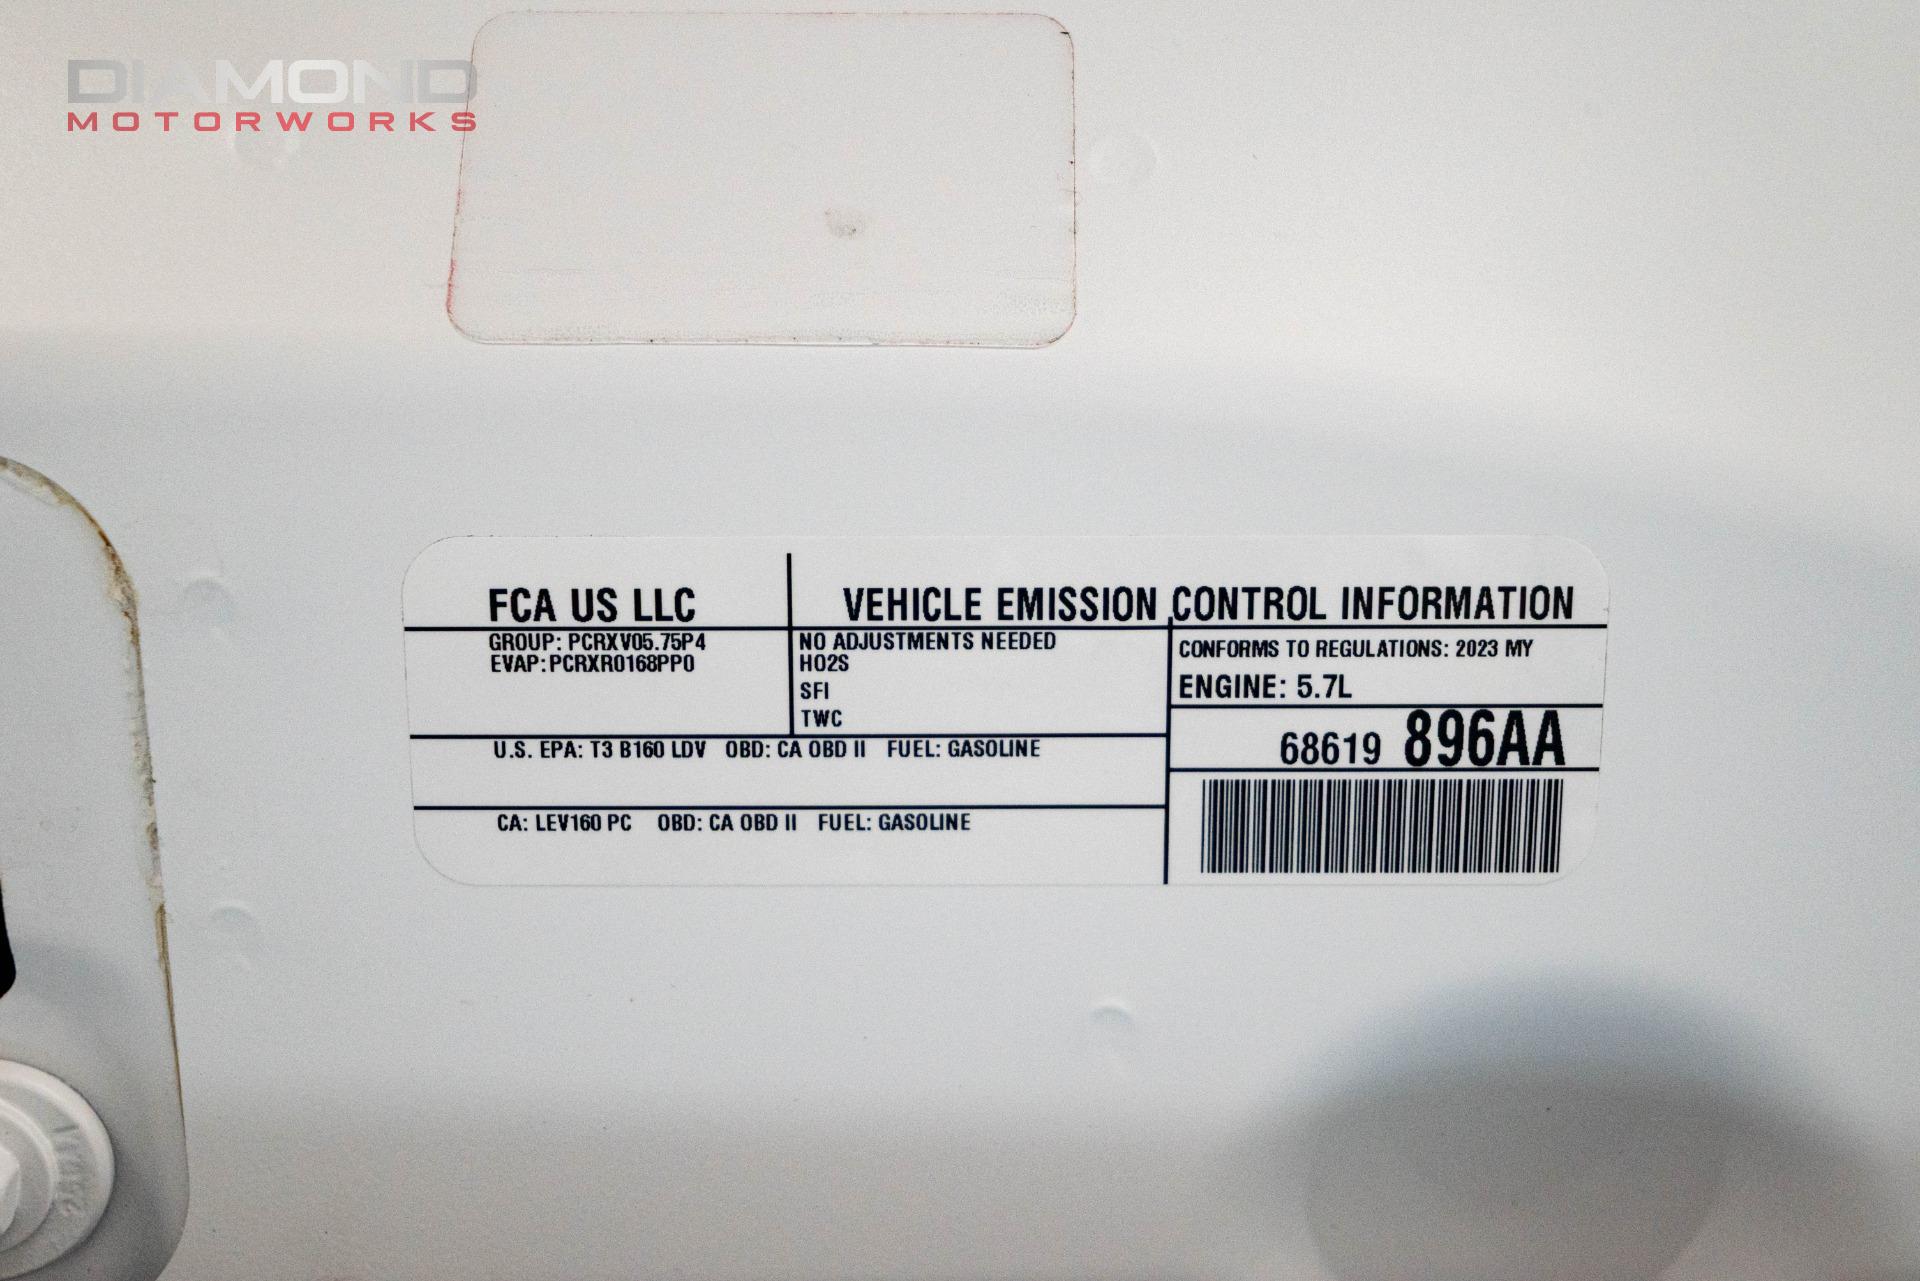 DIAMOND
MOTORWORKS
FCA US LLC
VEHICLE EMISSION CONTROL INFORMATION
GROUP: PCRXV05.75P4
EVAP: PCRXR0168PP0
NO ADJUSTMENTS NEEDED
HO2S
SFI
TWC
CONFORMS TO REGULATIONS: 2023 MY
ENGINE: 5.7L
68619 896AA
U.S. EPA: T3 B160 LDV OBD: CA OBD II FUEL: GASOLINE
CA: LEV160 PC OBD: CA OBD II FUEL: GASOLINE